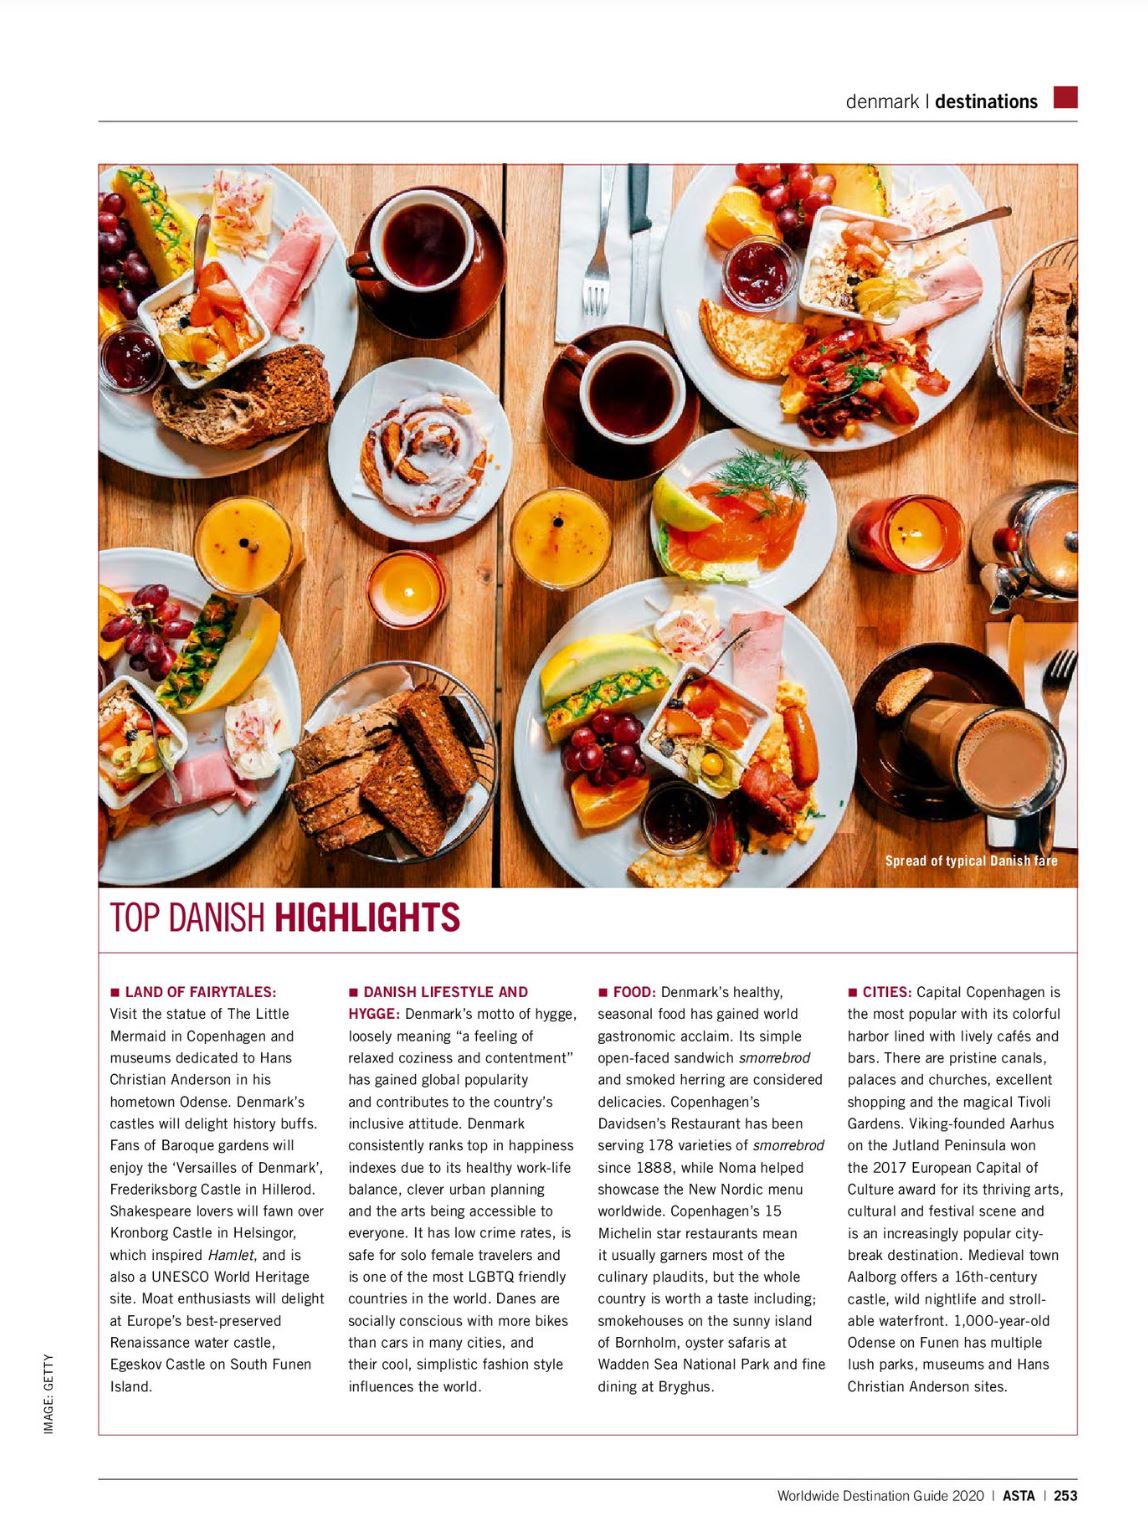 denmark | destinations
Spread of typical Danish fare
TOP DANISH HIGHLIGHTS
■ LAND OF FAIRYTALES:
Visit the statue of The Little
Mermaid in Copenhagen and
museums dedicated to Hans
Christian Anderson in his
hometown Odense. Denmark's
castles will delight history buffs.
Fans of Baroque gardens will
enjoy the 'Versailles of Denmark',
Frederiksborg Castle in Hillerod.
Shakespeare lovers will fawn over
Kronborg Castle in Helsingor,
which inspired Hamlet, and is
also a UNESCO World Heritage
site. Moat enthusiasts will delight
at Europe's best-preserved
Renaissance water castle,
Egeskov Castle on South Funen
Island.
■ DANISH LIFESTYLE AND
HYGGE: Denmark's motto of hygge,
loosely meaning "a feeling of
relaxed coziness and contentment"
has gained global popularity
and contributes to the country's
inclusive attitude. Denmark
consistently ranks top in happiness
indexes due to its healthy work-life
balance, clever urban planning
and the arts being accessible to
everyone. It has low crime rates, is
safe for solo female travelers and
is one of the most LGBTQ friendly
countries in the world. Danes are
socially conscious with more bikes
than cars in many cities, and
their cool, simplistic fashion style
influences the world.
■ FOOD: Denmark's healthy,
seasonal food has gained world
gastronomic acclaim. Its simple
open-faced sandwich smorrebrod
and smoked herring are considered
delicacies. Copenhagen's
Davidsen's Restaurant has been
serving 178 varieties of smorrebrod
since 1888, while Noma helped
showcase the New Nordic menu
worldwide. Copenhagen's 15
Michelin star restaurants mean
it usually garners most of the
culinary plaudits, but the whole
country is worth a taste including;
smokehouses on the sunny island
of Bornholm, oyster safaris at
Wadden Sea National Park and fine
dining at Bryghus.
■ CITIES: Capital Copenhagen is
the most popular with its colorful
harbor lined with lively cafés and
bars. There are pristine canals,
palaces and churches, excellent
shopping and the magical Tivoli
Gardens. Viking-founded Aarhus
on the Jutland Peninsula won
the 2017 European Capital of
Culture award for its thriving arts,
cultural and festival scene and
is an increasingly popular city-
break destination. Medieval town
Aalborg offers a 16th-century
castle, wild nightlife and stroll-
able waterfront. 1,000-year-old
Odense on Funen has multiple
lush parks, museums and Hans
Christian Anderson sites.
IMAGE: GETTY
Worldwide Destination Guide 2020 | ASTA | 253